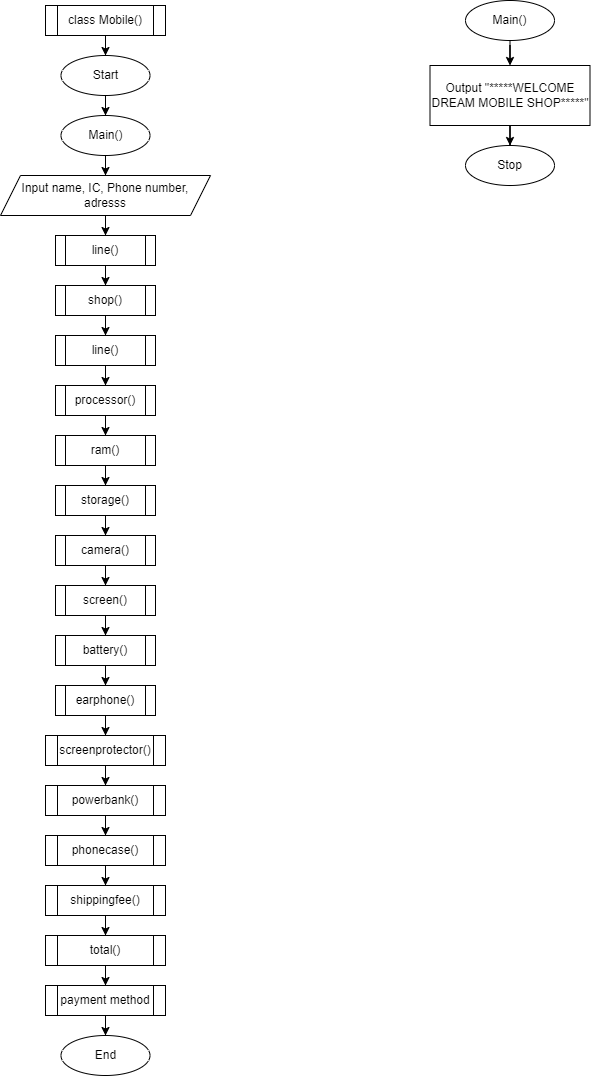 class Mobile()
Start
Main()
Input name, IC, Phone number,
adresss
line()
shop()
line()
processor()
ram()
storage()
camera()
screen()
battery()
earphone()
screenprotector()
powerbank()
phonecase()
shippingfee()
total()
payment method
End
Main()
Output "*****WELCOME
DREAM MOBILE SHOP*****"
Stop